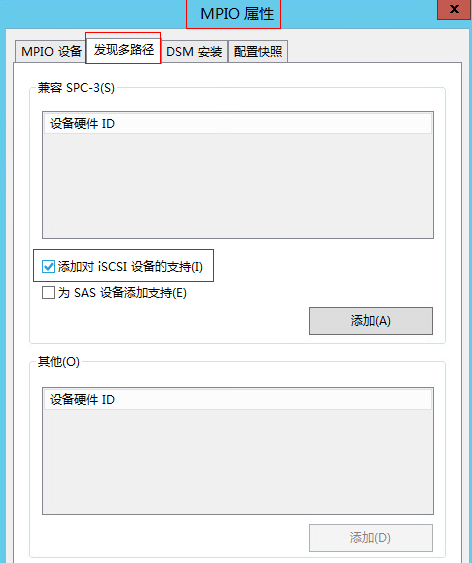 MPIO 属性
x
MPIO 设备 发现多路径 DSM 安装 配置快照
兼容 SPC-3(S)
设备硬件 ID
添加对 iSCSI 设备的支持(I)
为 SAS 设备添加支持(E)
添加(A)
其他(O)
设备硬件 ID
添加(D)